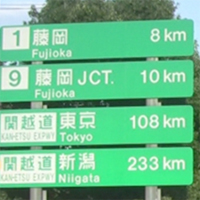 1 藤岡 8 km
Fujioka
9 藤岡 JCT. 10 km
Fujioka
関越道 東京 108 km
KAN-ETSU EXPWY Tokyo
関越道 新潟 233 km
KAN-ETSU EXPWY Niigata